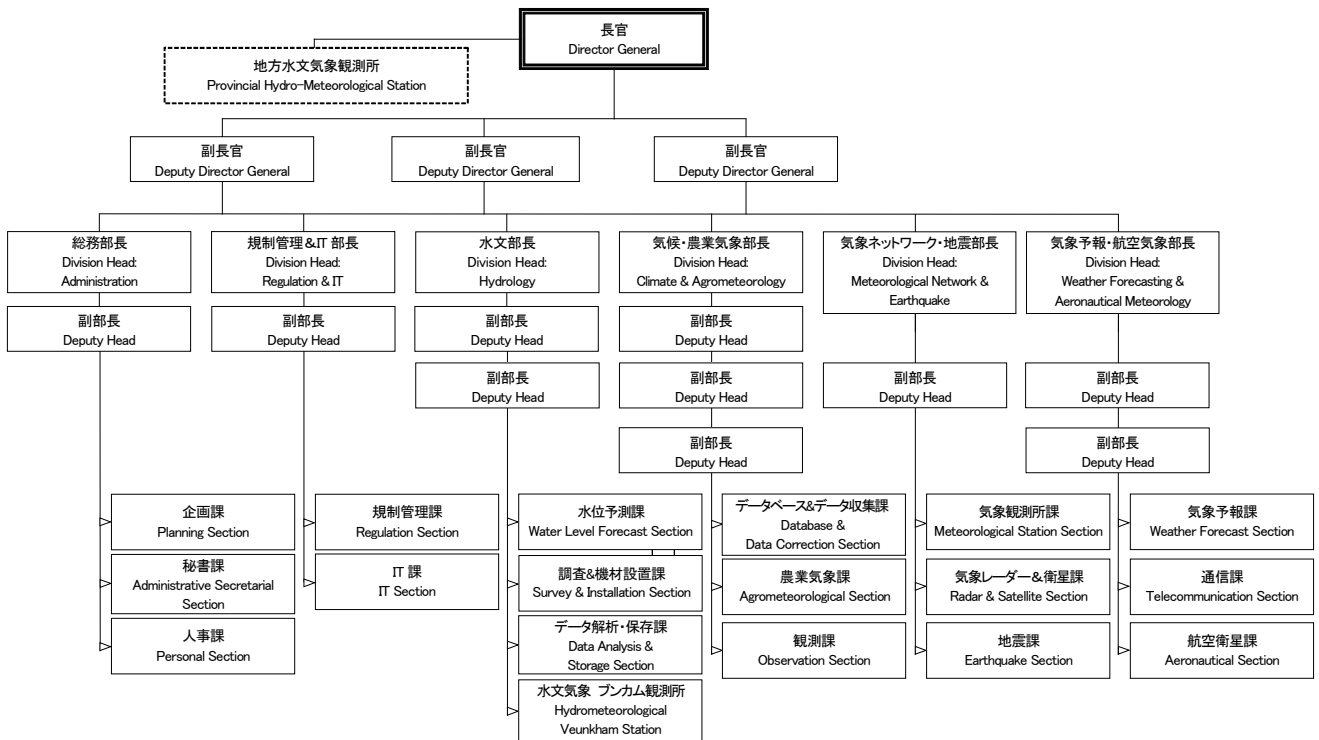 長官
Director General
地方水文気象観測所
Provincial Hydro-Meteorological Station
副長官
Deputy Director General
副長官
Deputy Director General
副長官
Deputy Director General
総務部長
Division Head:
Administration
規制管理&IT 部長
Division Head:
Regulation & IT
水文部長
Division Head:
Hydrology
気候・農業気象部長
Division Head:
Climate & Agrometeorology
気象ネットワーク・地震部長
Division Head:
Meteorological Network &
Earthquake
気象予報・航空気象部長
Division Head:
Weather Forecasting &
Aeronautical Meteorology
副部長
Deputy Head
副部長
Deputy Head
副部長
Deputy Head
副部長
Deputy Head
副部長
Deputy Head
副部長
Deputy Head
副部長
Deputy Head
副部長
Deputy Head
副部長
Deputy Head
副部長
Deputy Head
企画課
Planning Section
規制管理課
Regulation Section
水位予測課
Water Level Forecast Section
データベース&データ収集課
Database &
Data Correction Section
気象観測所課
Meteorological Station Section
気象予報課
Weather Forecast Section
秘書課
Administrative Secretarial
Section
IT 課
IT Section
調査&機材設置課
Survey & Installation Section
農業気象課
Agrometeorological Section
気象レーダー&衛星課
Radar & Satellite Section
通信課
Telecommunication Section
人事課
Personal Section
データ解析・保存課
Data Analysis &
Storage Section
観測課
Observation Section
地震課
Earthquake Section
航空衛星課
Aeronautical Section
水文気象 ブンカム観測所
Hydrometeorological
Veunkham Station